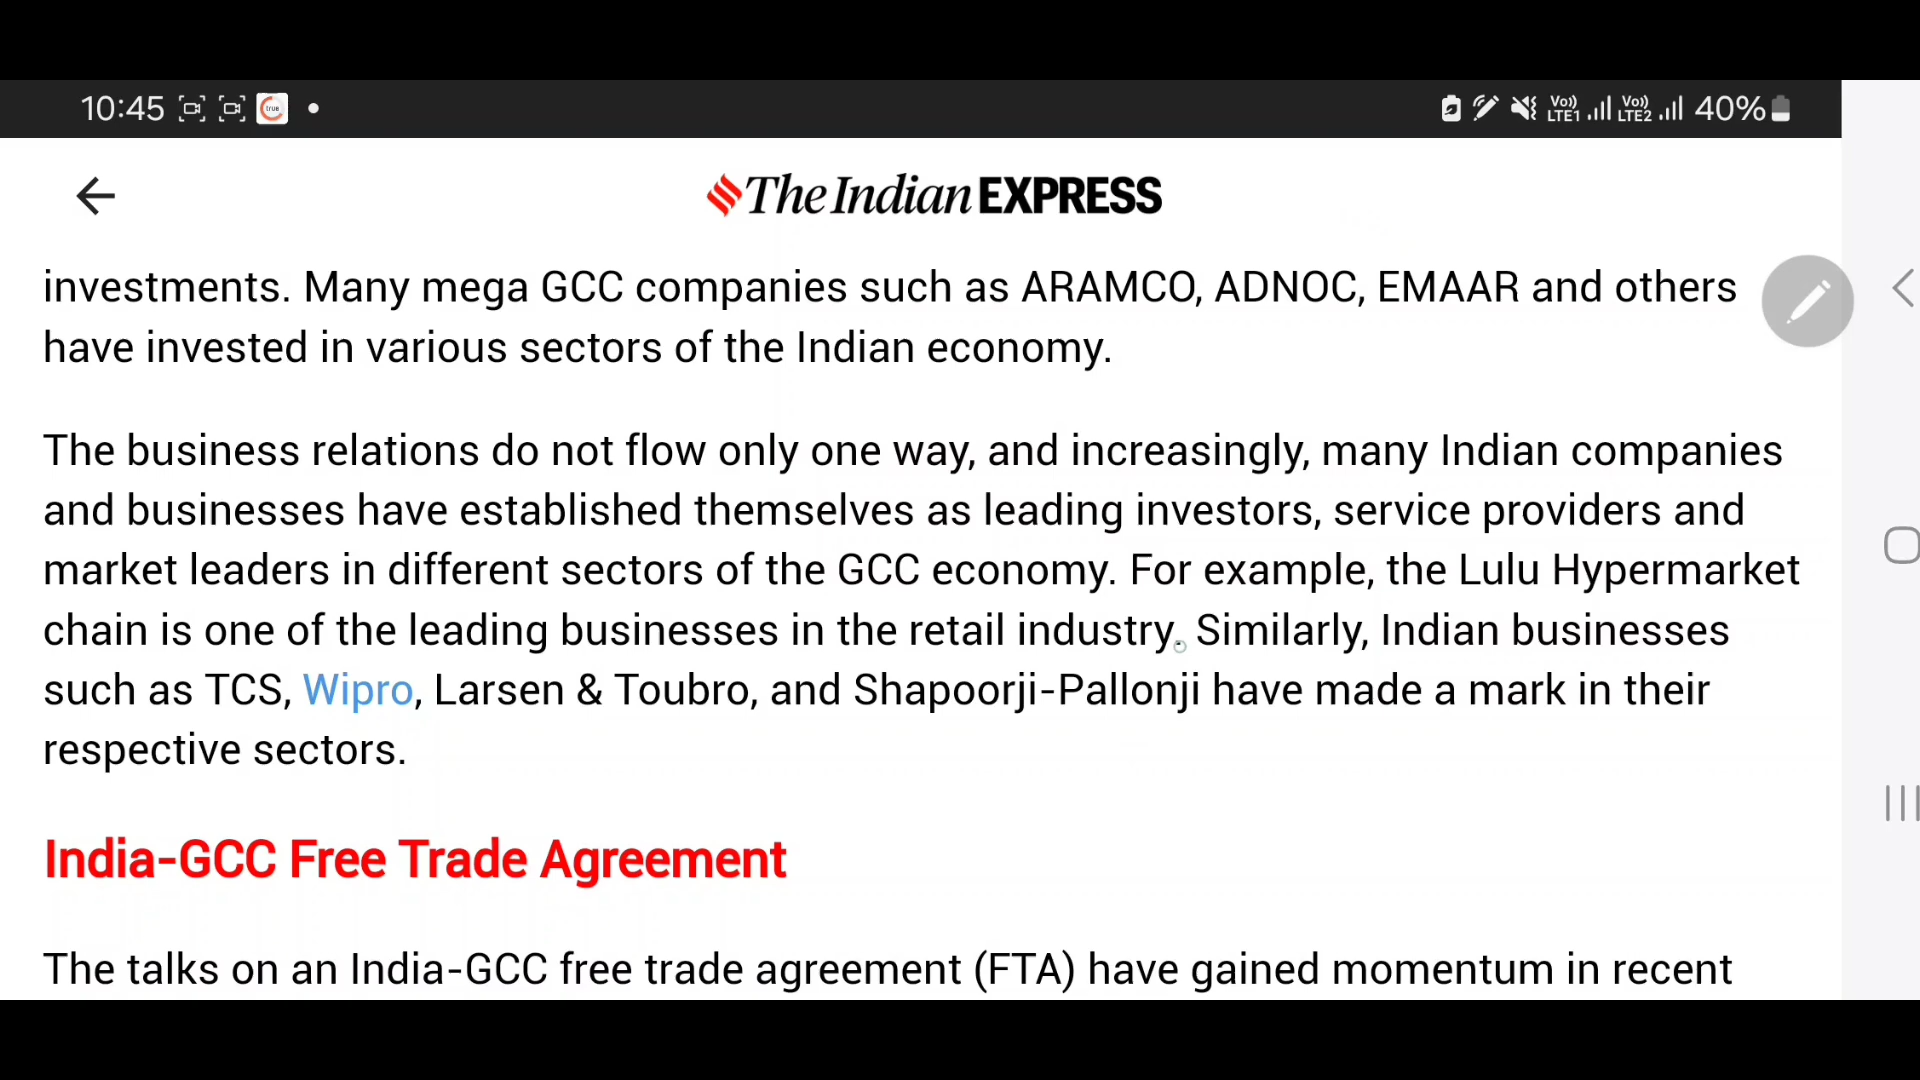 10:45 true Vo)) LTE1 Vo)) LTE2 40%
The Indian EXPRESS
investments. Many mega GCC companies such as ARAMCO, ADNOC, EMAAR and others
have invested in various sectors of the Indian economy.
The business relations do not flow only one way, and increasingly, many Indian companies
and businesses have established themselves as leading investors, service providers and
market leaders in different sectors of the GCC economy. For example, the Lulu Hypermarket
chain is one of the leading businesses in the retail industry. Similarly, Indian businesses
such as TCS, Wipro, Larsen & Toubro, and Shapoorji-Pallonji have made a mark in their
respective sectors.
India-GCC Free Trade Agreement
The talks on an India-GCC free trade agreement (FTA) have gained momentum in recent